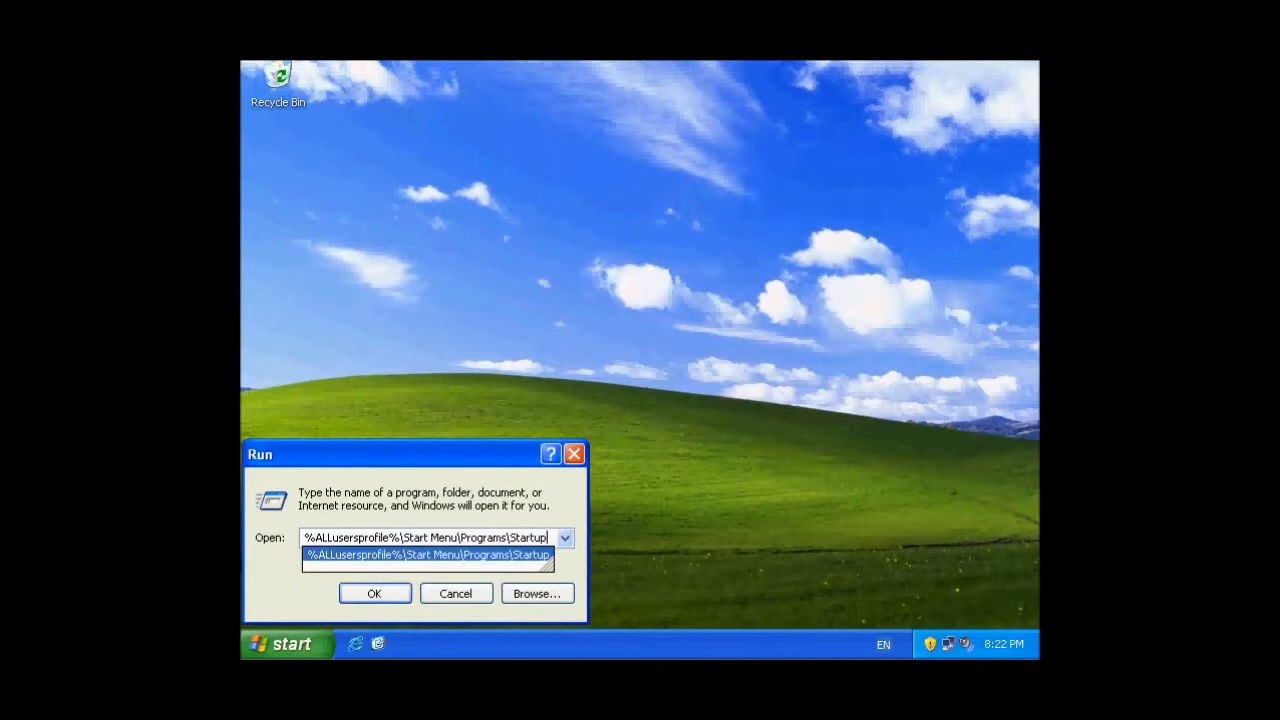 Recycle Bin
Run
Type the name of a program, folder, document, or
Internet resource, and Windows will open it for you.
Open: %ALLusersprofile%\Start Menu\Programs\Startup
%ALLusersprofile%\Start Menu\Programs\Startup
OK Cancel Browse...
start EN 8:22 PM